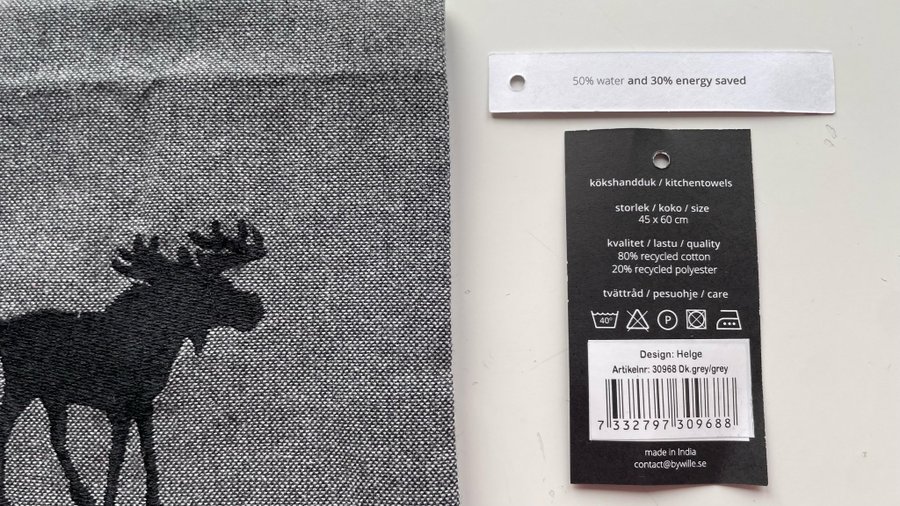 50% water and 30% energy saved
kökshandduk / kitchentowels
storlek / koko / size
45 x 60 cm
kvalitet / lastu / quality
80% recycled cotton
20% recycled polyester
tvättråd / pesuohje / care
40°
P
Design: Helge
Artikelnr: 30968 Dk.grey/grey
7 332797 309688
made in India
contact@bywille.se